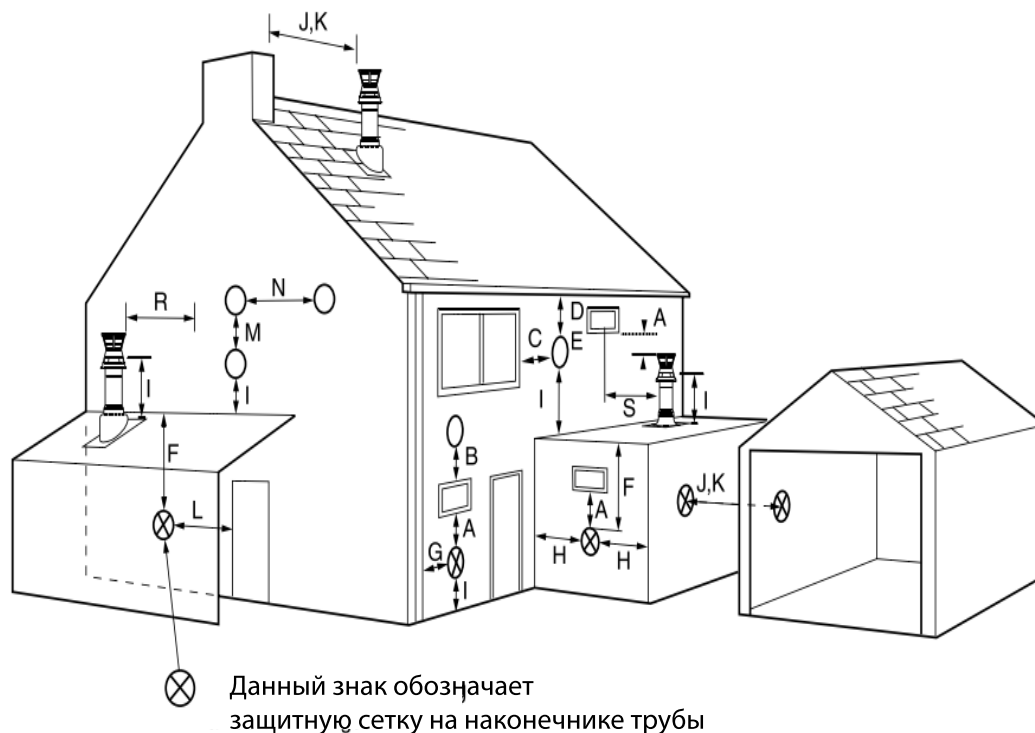 J,K
N
R
M
I
I
D
A
C
E
I
S
I
F
B
F
J,K
L
A
A
G
H
H
I
Данный знак обозначает
защитную сетку на наконечнике трубы